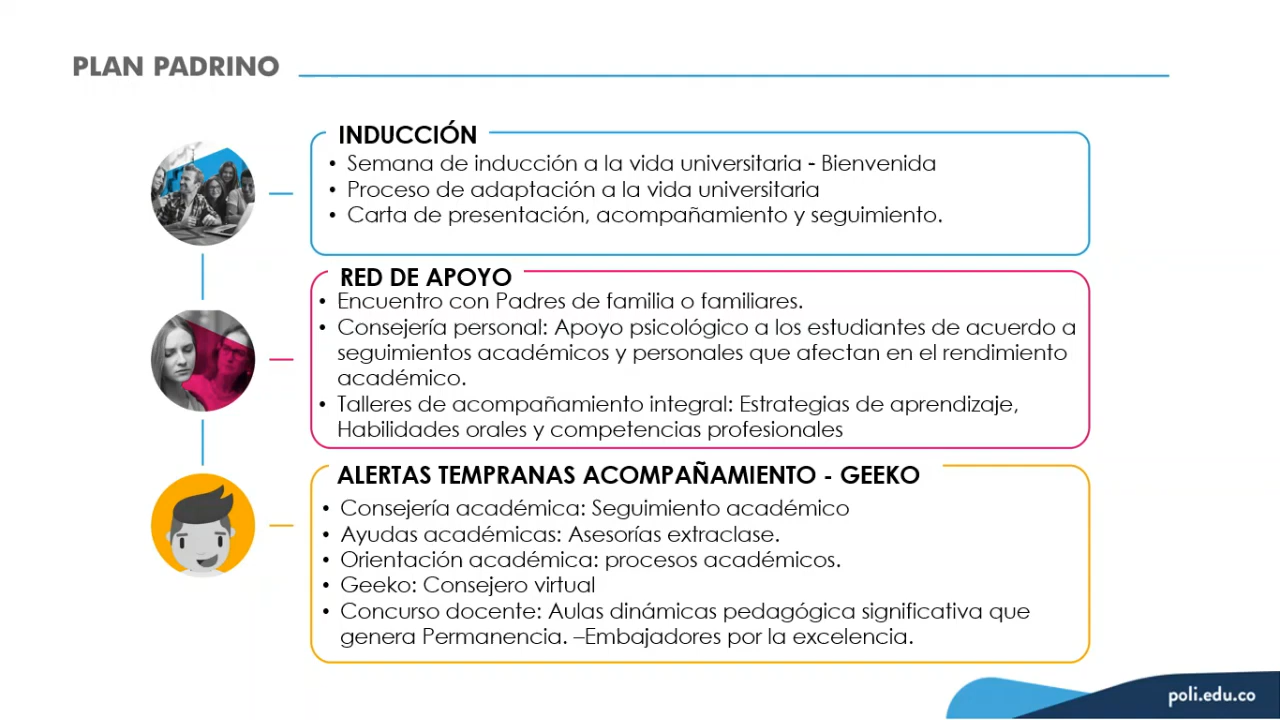 PLAN PADRINO
INDUCCIÓN
• Semana de inducción a la vida universitaria - Bienvenida
• Proceso de adaptación a la vida universitaria
• Carta de presentación, acompañamiento y seguimiento.
RED DE APOYO
• Encuentro con Padres de familia o familiares.
• Consejería personal: Apoyo psicológico a los estudiantes de acuerdo a
seguimientos académicos y personales que afectan en el rendimiento
académico.
• Talleres de acompañamiento integral: Estrategias de aprendizaje,
Habilidades orales y competencias profesionales
ALERTAS TEMPRANAS ACOMPAÑAMIENTO - GEEKO
• Consejería académica: Seguimiento académico
• Ayudas académicas: Asesorías extraclase.
• Orientación académica: procesos académicos.
• Geeko: Consejero virtual
• Concurso docente: Aulas dinámicas pedagógica significativa que
genera Permanencia. –Embajadores por la excelencia.
poli.edu.co